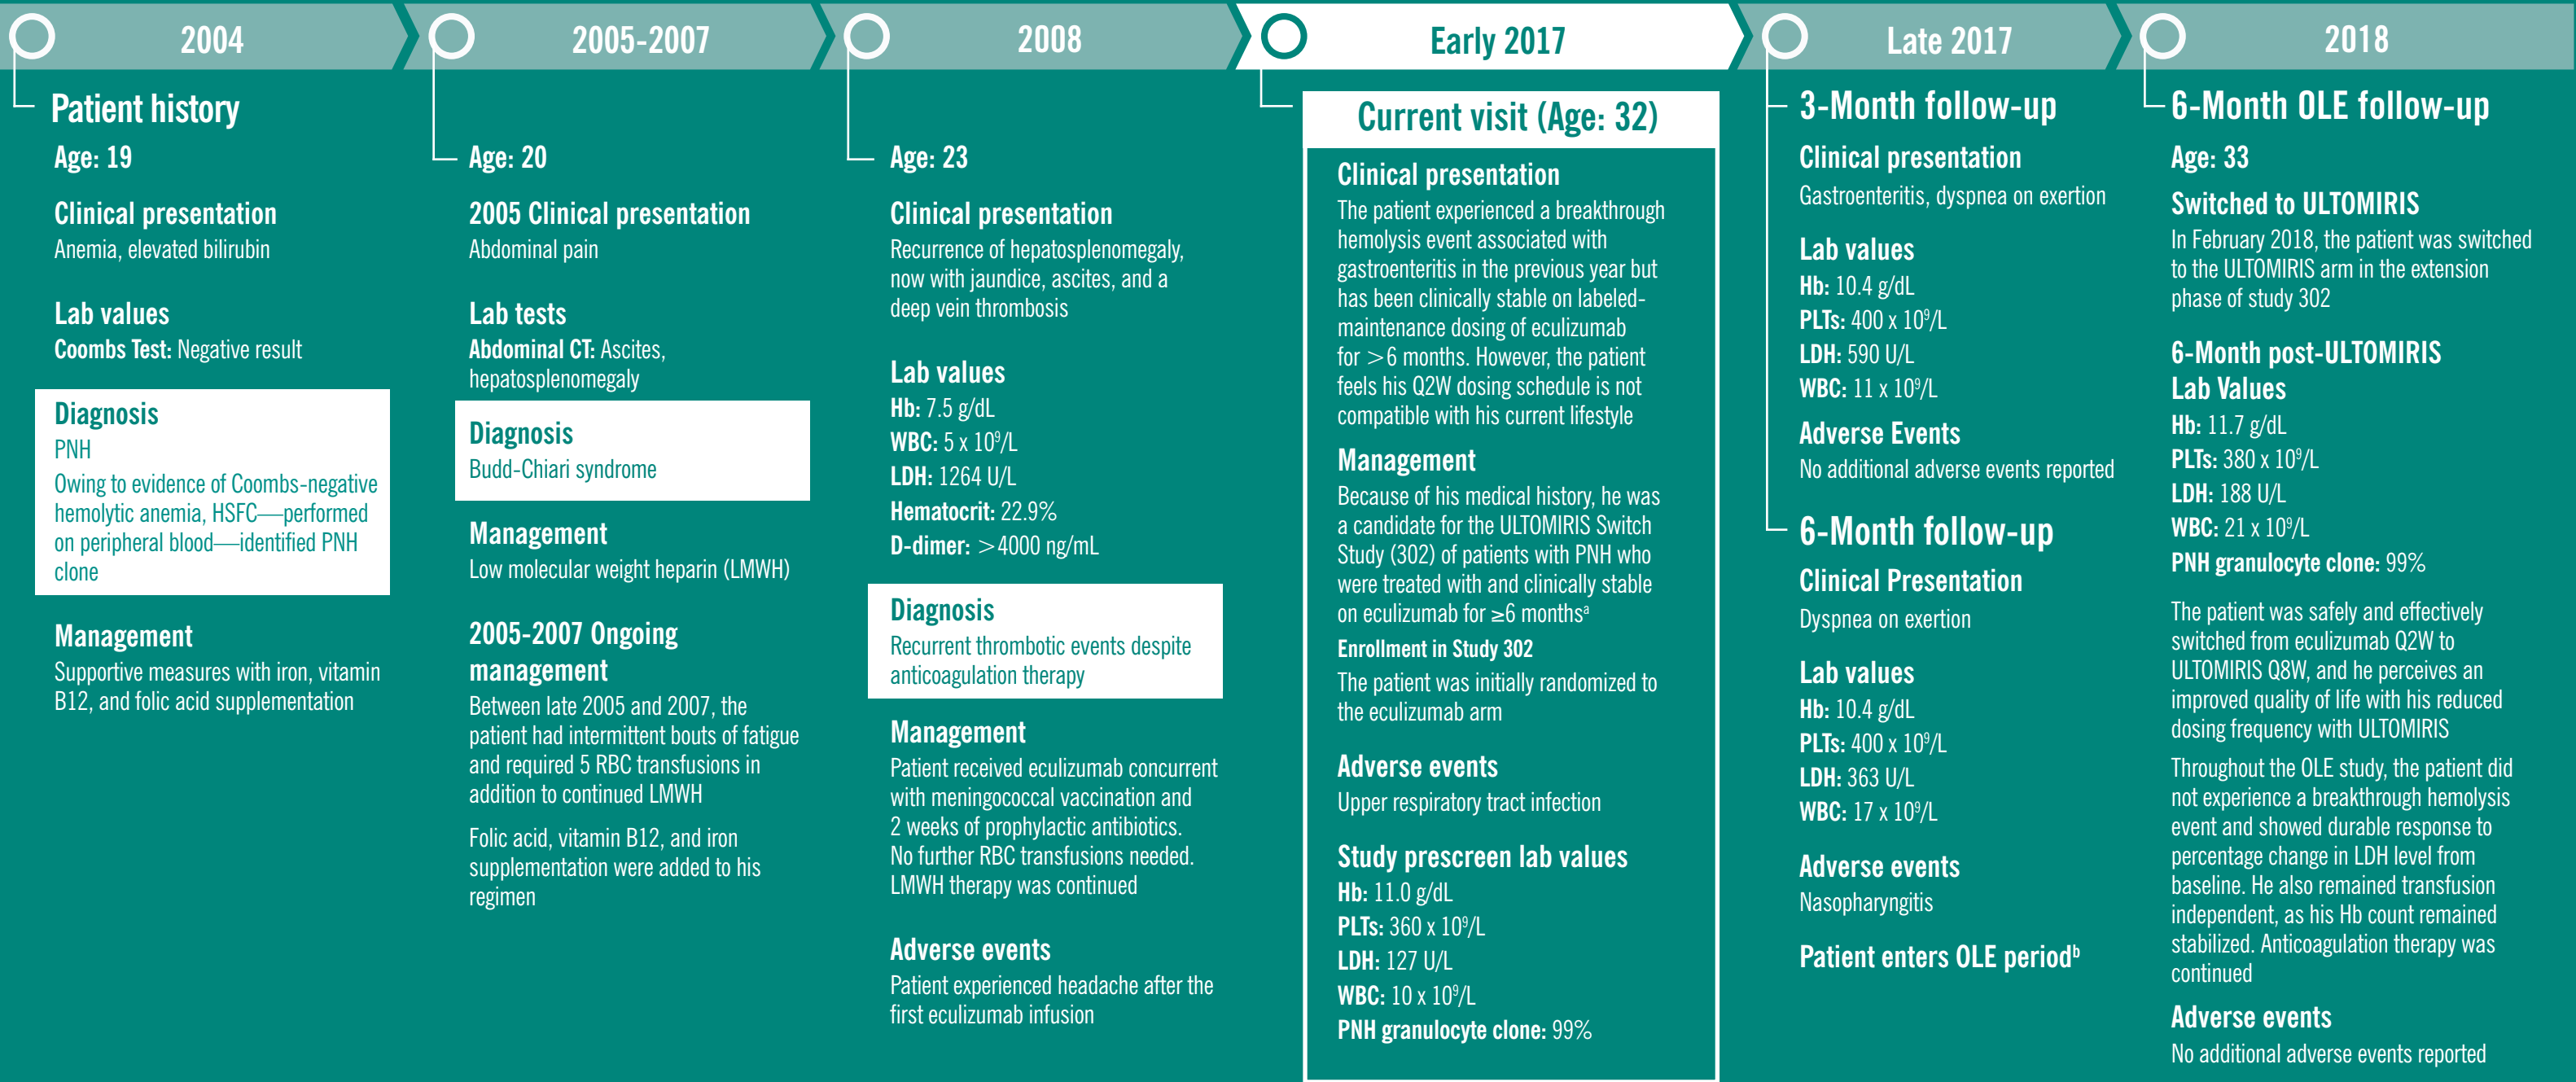 2004
Patient history
Age: 19
Clinical presentation
Anemia, elevated bilirubin
Lab values
Coombs Test: Negative result
Diagnosis
PNH
Owing to evidence of Coombs-negative
hemolytic anemia, HSFC—performed
on peripheral blood—identified PNH
clone
Management
Supportive measures with iron, vitamin
B12, and folic acid supplementation
2005-2007
Age: 20
2005 Clinical presentation
Abdominal pain
Lab tests
Abdominal CT: Ascites,
hepatosplenomegaly
Diagnosis
Budd-Chiari syndrome
Management
Low molecular weight heparin (LMWH)
2005-2007 Ongoing
management
Between late 2005 and 2007, the
patient had intermittent bouts of fatigue
and required 5 RBC transfusions in
addition to continued LMWH
Folic acid, vitamin B12, and iron
supplementation were added to his
regimen
2008
Age: 23
Clinical presentation
Recurrence of hepatosplenomegaly,
now with jaundice, ascites, and a
deep vein thrombosis
Lab values
Hb: 7.5 g/dL
WBC: 5 x 10⁹/L
LDH: 1264 U/L
Hematocrit: 22.9%
D-dimer: >4000 ng/mL
Diagnosis
Recurrent thrombotic events despite
anticoagulation therapy
Management
Patient received eculizumab concurrent
with meningococcal vaccination and
2 weeks of prophylactic antibiotics.
No further RBC transfusions needed.
LMWH therapy was continued
Adverse events
Patient experienced headache after the
first eculizumab infusion
Early 2017
Current visit (Age: 32)
Clinical presentation
The patient experienced a breakthrough
hemolysis event associated with
gastroenteritis in the previous year but
has been clinically stable on labeled-
maintenance dosing of eculizumab
for >6 months. However, the patient
feels his Q2W dosing schedule is not
compatible with his current lifestyle
Management
Because of his medical history, he was
a candidate for the ULTOMIRIS Switch
Study (302) of patients with PNH who
were treated with and clinically stable
on eculizumab for ≥6 monthsᵃ
Enrollment in Study 302
The patient was initially randomized to
the eculizumab arm
Adverse events
Upper respiratory tract infection
Study prescreen lab values
Hb: 11.0 g/dL
PLTs: 360 x 10⁹/L
LDH: 127 U/L
WBC: 10 x 10⁹/L
PNH granulocyte clone: 99%
Late 2017
3-Month follow-up
Clinical presentation
Gastroenteritis, dyspnea on exertion
Lab values
Hb: 10.4 g/dL
PLTs: 400 x 10⁹/L
LDH: 590 U/L
WBC: 11 x 10⁹/L
Adverse Events
No additional adverse events reported
6-Month follow-up
Clinical Presentation
Dyspnea on exertion
Lab values
Hb: 10.4 g/dL
PLTs: 400 x 10⁹/L
LDH: 363 U/L
WBC: 17 x 10⁹/L
Adverse events
Nasopharyngitis
Patient enters OLE periodᵇ
2018
6-Month OLE follow-up
Age: 33
Switched to ULTOMIRIS
In February 2018, the patient was switched
to the ULTOMIRIS arm in the extension
phase of study 302
6-Month post-ULTOMIRIS
Lab Values
Hb: 11.7 g/dL
PLTs: 380 x 10⁹/L
LDH: 188 U/L
WBC: 21 x 10⁹/L
PNH granulocyte clone: 99%
The patient was safely and effectively
switched from eculizumab Q2W to
ULTOMIRIS Q8W, and he perceives an
improved quality of life with his reduced
dosing frequency with ULTOMIRIS
Throughout the OLE study, the patient did
not experience a breakthrough hemolysis
event and showed durable response to
percentage change in LDH level from
baseline. He also remained transfusion
independent, as his Hb count remained
stabilized. Anticoagulation therapy was
continued
Adverse events
No additional adverse events reported